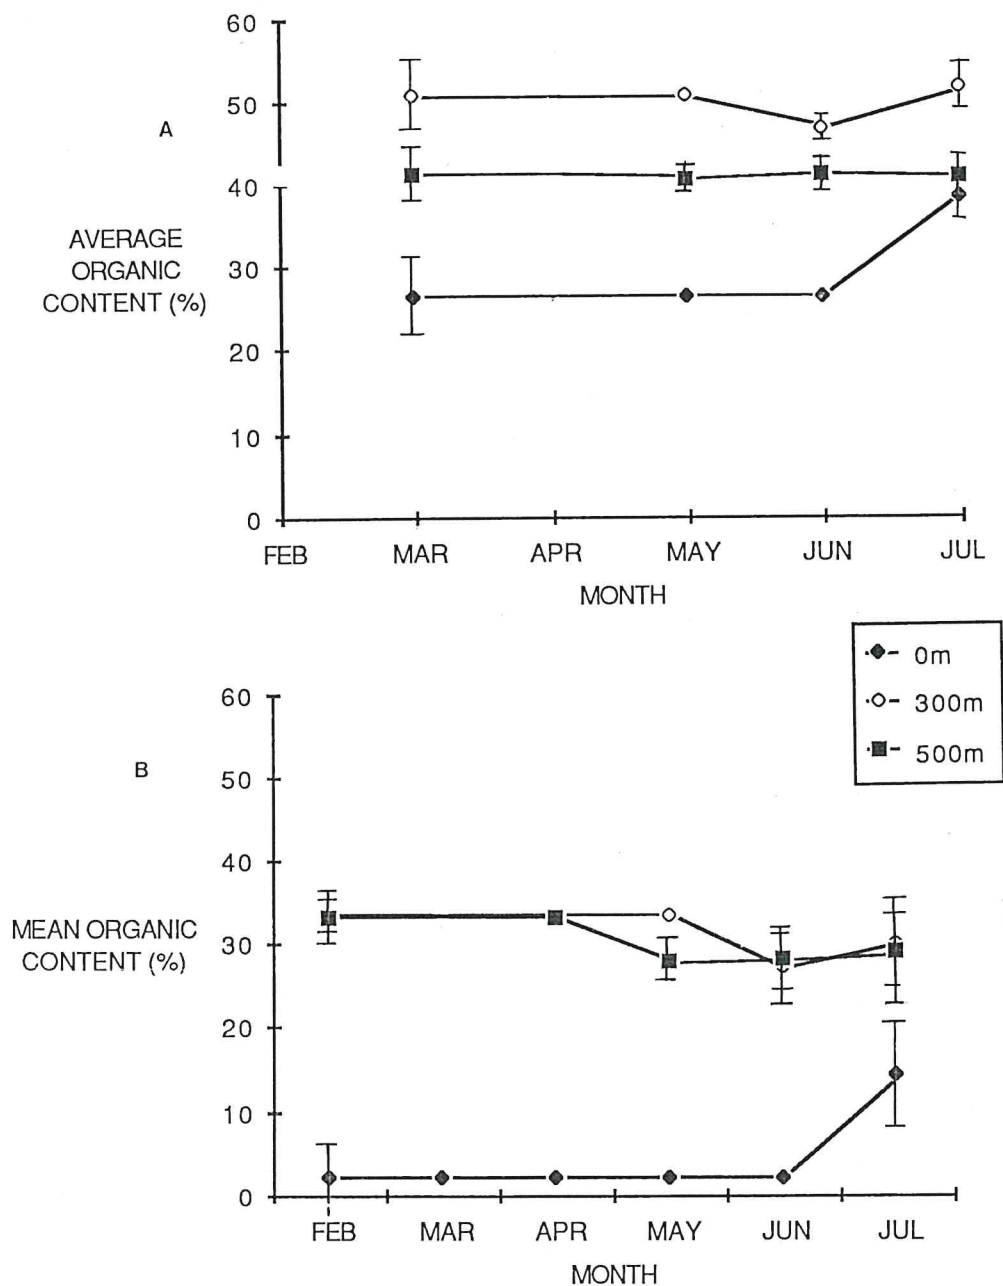 60
50
A
40
AVERAGE
ORGANIC
CONTENT (%)
30
20
10
0
FEB MAR APR MAY JUN JUL
MONTH
0m
300m
500m
60
B
50
40
MEAN ORGANIC
CONTENT (%)
30
20
10
0
FEB MAR APR MAY JUN JUL
MONTH